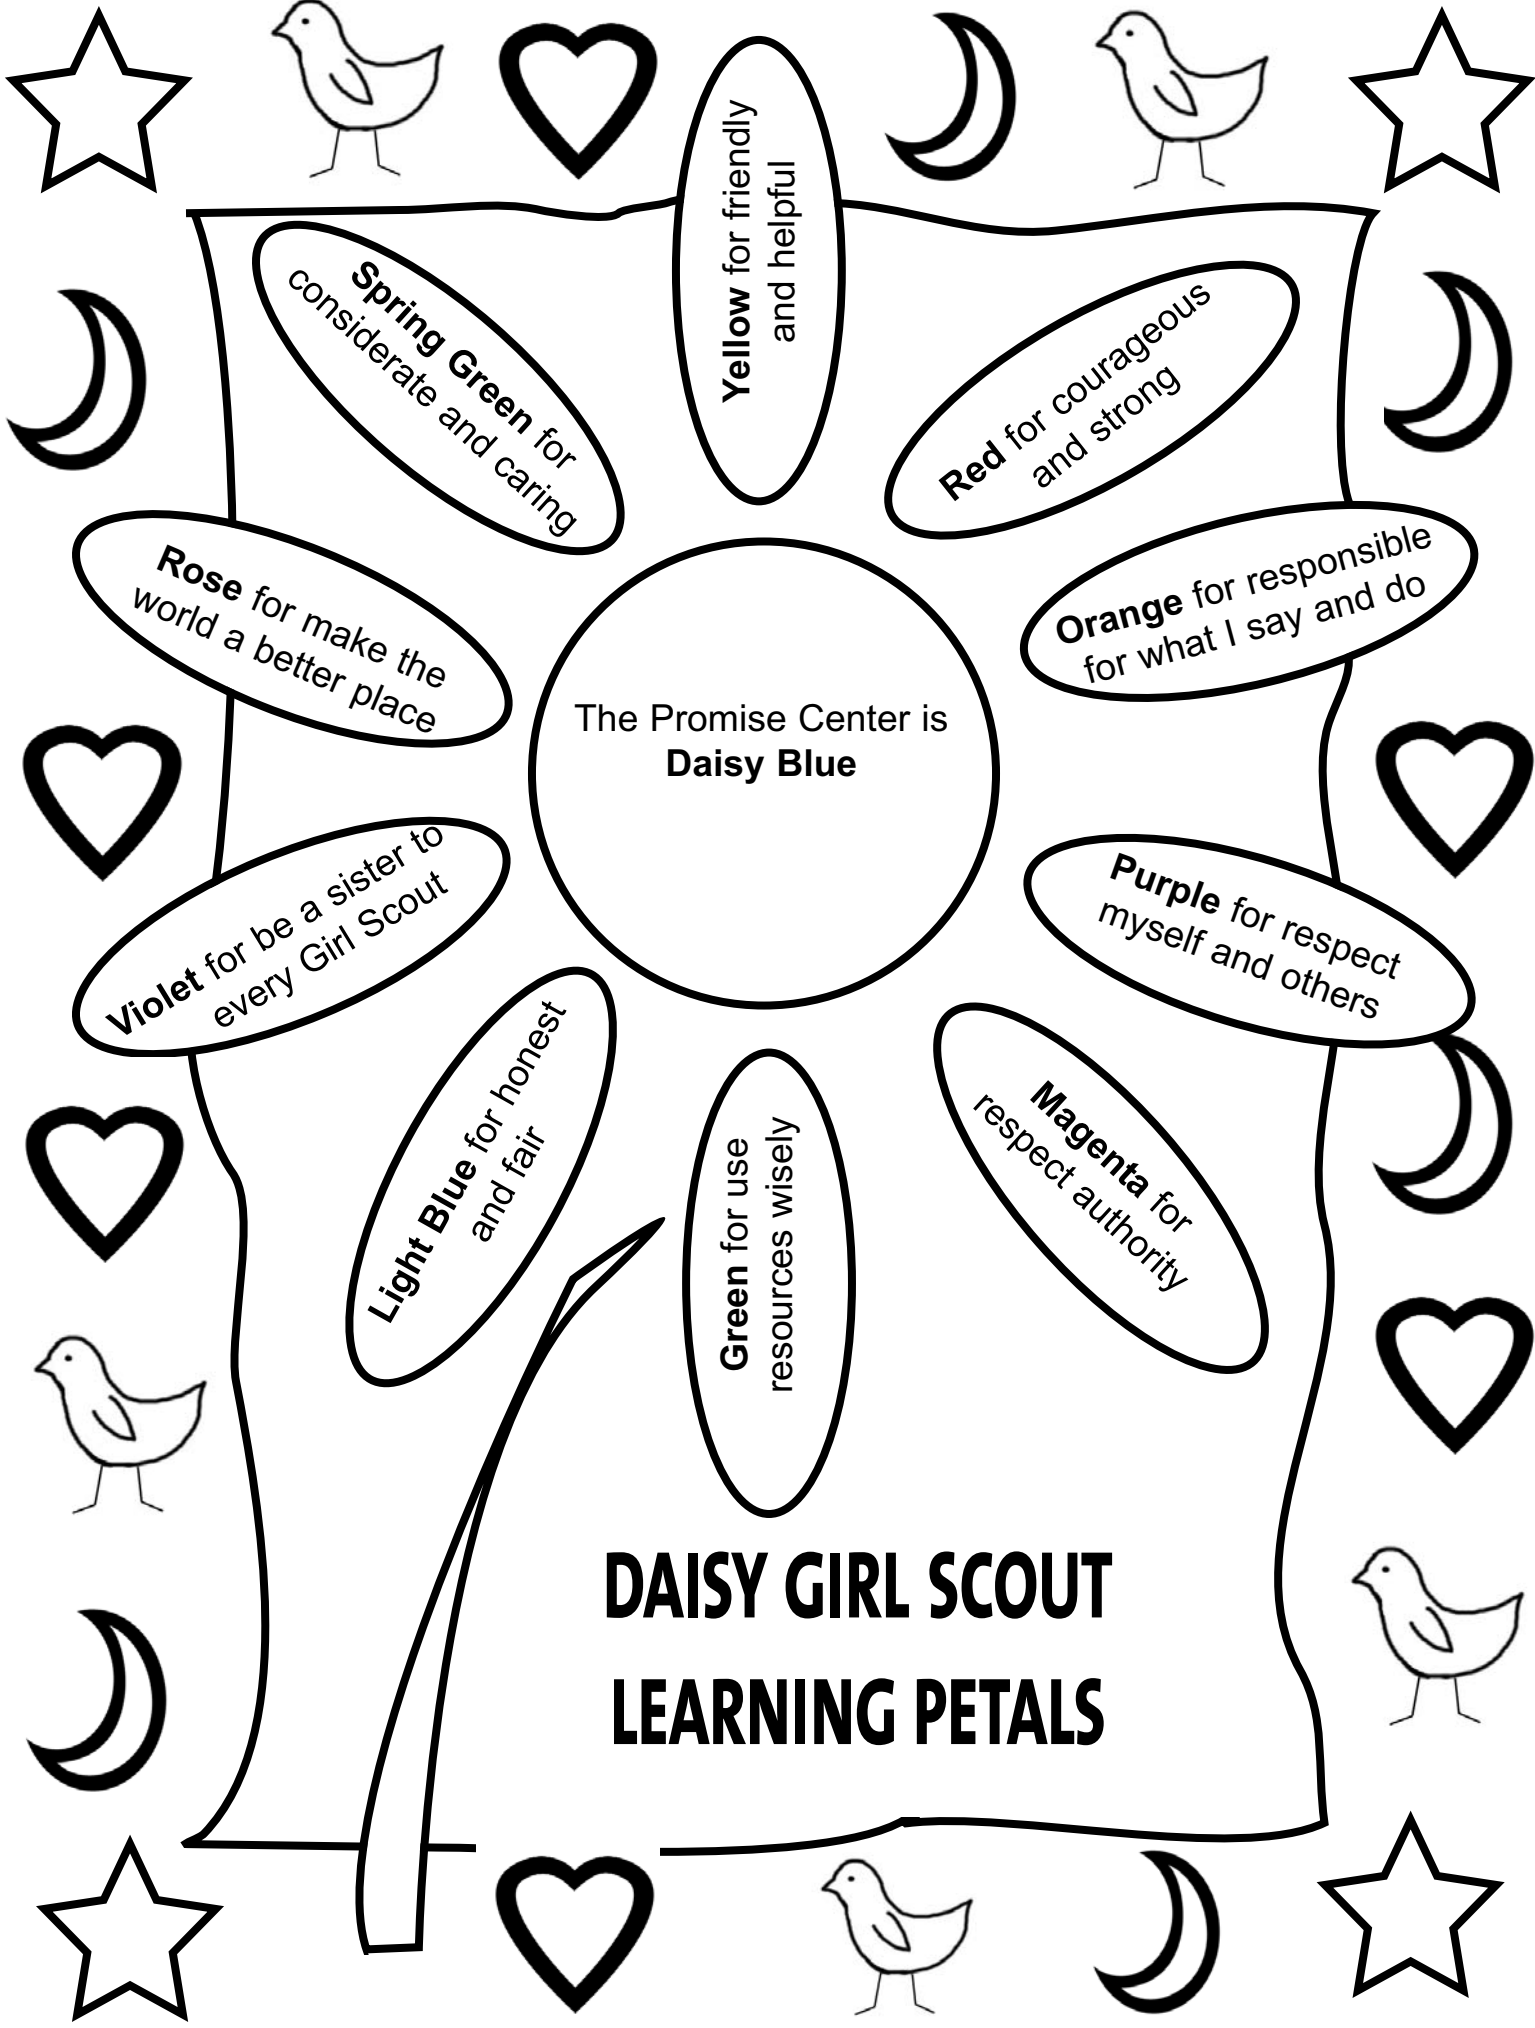 Yellow for friendly
and helpful
Spring Green for
considerate and caring
Red for courageous
and strong
Rose for make the
world a better place
Orange for responsible
for what I say and do
The Promise Center is
Daisy Blue
Violet for be a sister to
every Girl Scout
Purple for respect
myself and others
Light Blue for honest
and fair
Green for use
resources wisely
Magenta for
respect authority
DAISY GIRL SCOUT
LEARNING PETALS